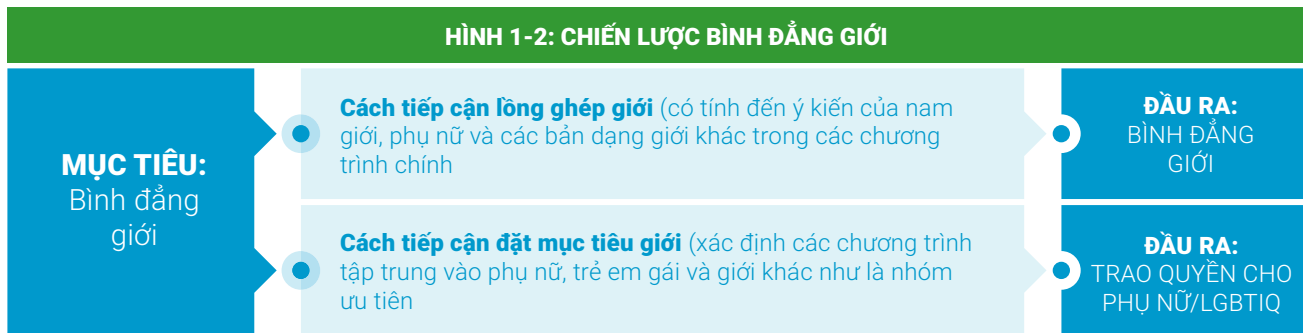 HÌNH 1-2: CHIẾN LƯỢC BÌNH ĐẲNG GIỚI
MỤC TIÊU:
Bình đẳng
giới
Cách tiếp cận lồng ghép giới (có tính đến ý kiến của nam
giới, phụ nữ và các bản dạng giới khác trong các chương
trình chính
ĐẦU RA:
BÌNH ĐẲNG
GIỚI
Cách tiếp cận đặt mục tiêu giới (xác định các chương trình
tập trung vào phụ nữ, trẻ em gái và giới khác như là nhóm
ưu tiên
ĐẦU RA:
TRAO QUYỀN CHO
PHỤ NỮ/LGBTIQ